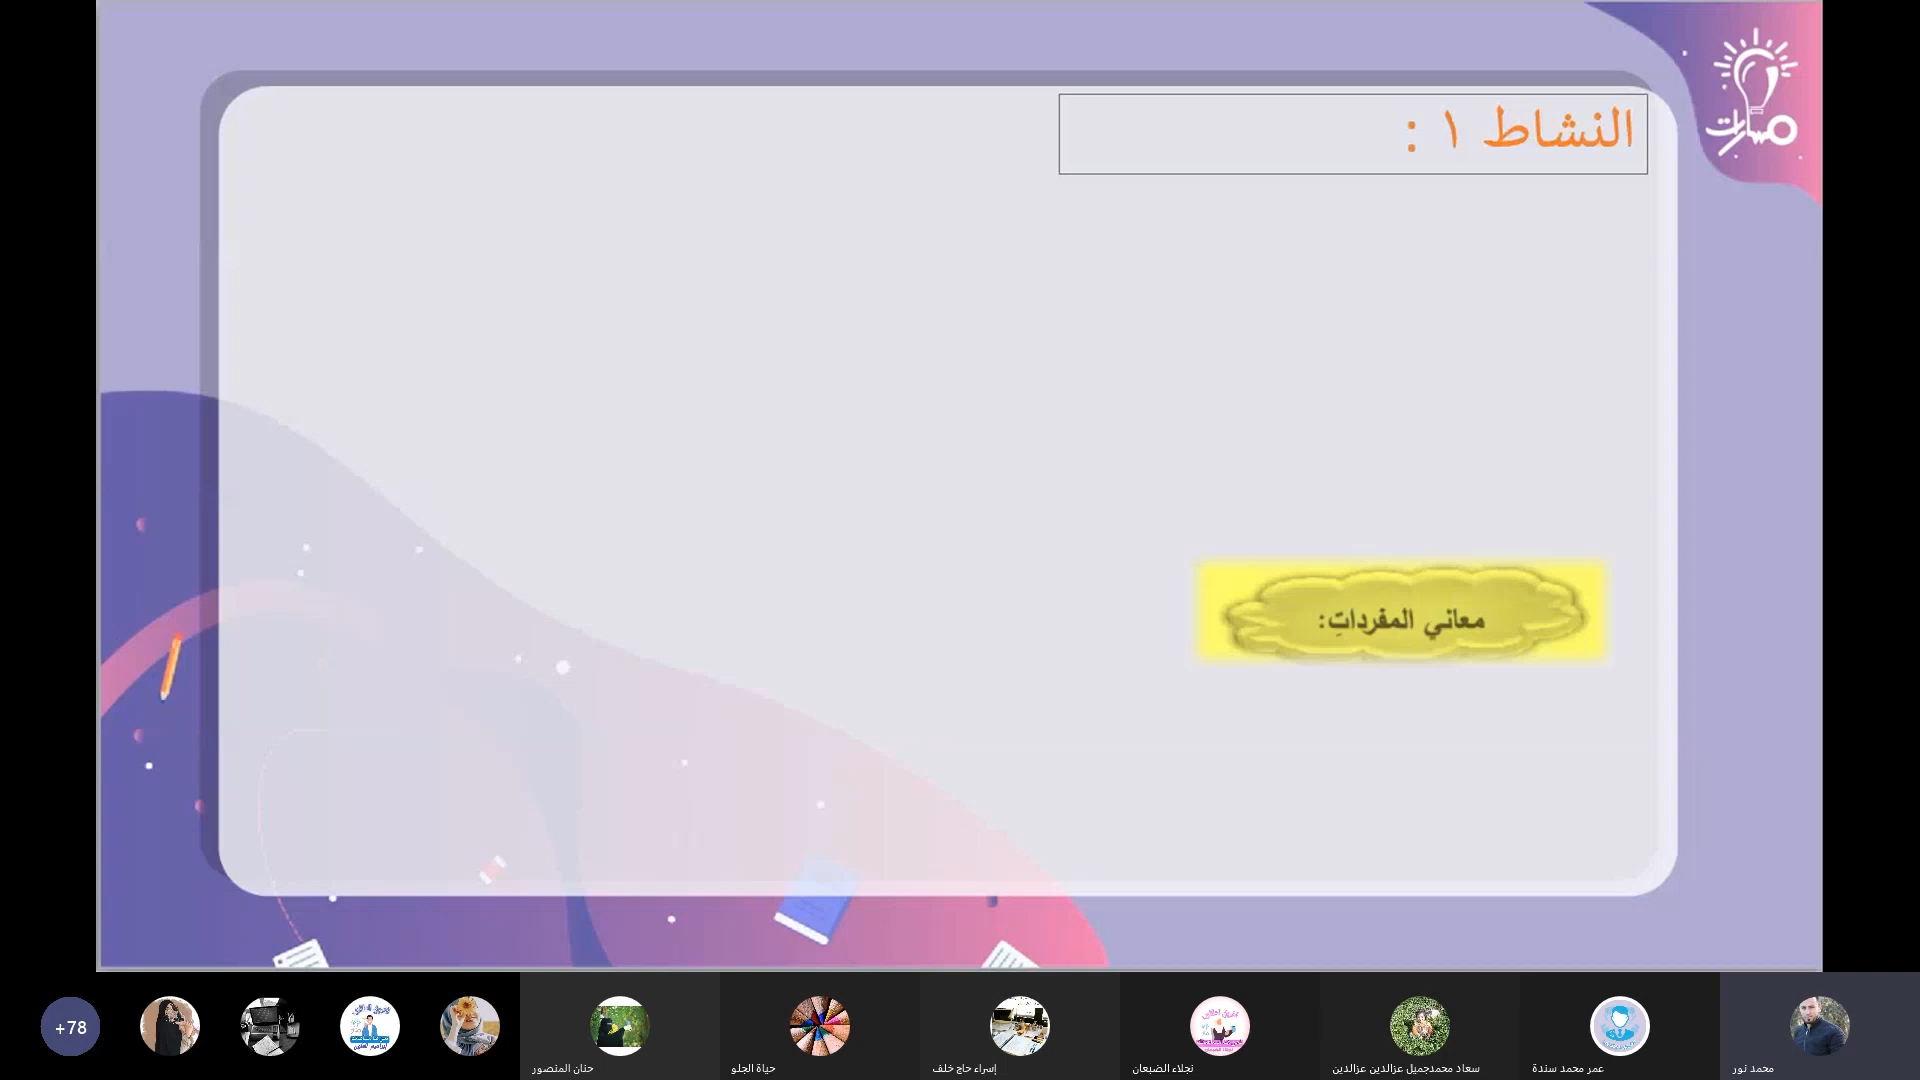 مسارات
النشاط ١ :
معاني المفرداتِ:
+78
حنان المنصور
حياة الجلو
إسراء حاج خلف
نجلاء الضبعان
سعاد محمدجميل عزالدين عزالدين
عمر محمد سندة
محمد نور